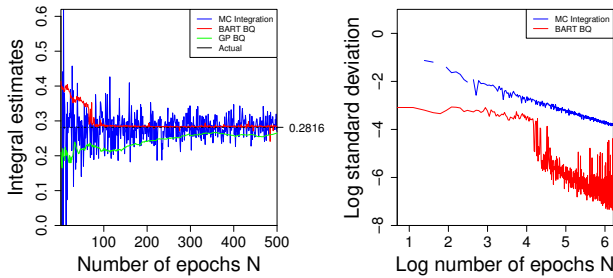 Integral estimates
0.0 0.1 0.2 0.3 0.4 0.5 0.6
MC Integration
BART BQ
GP BQ
Actual
0.2816
100 200 300 400 500
Number of epochs N
Log standard deviation
−8 −6 −4 −2 0
MC Integration
BART BQ
1 2 3 4 5 6
Log number of epochs N